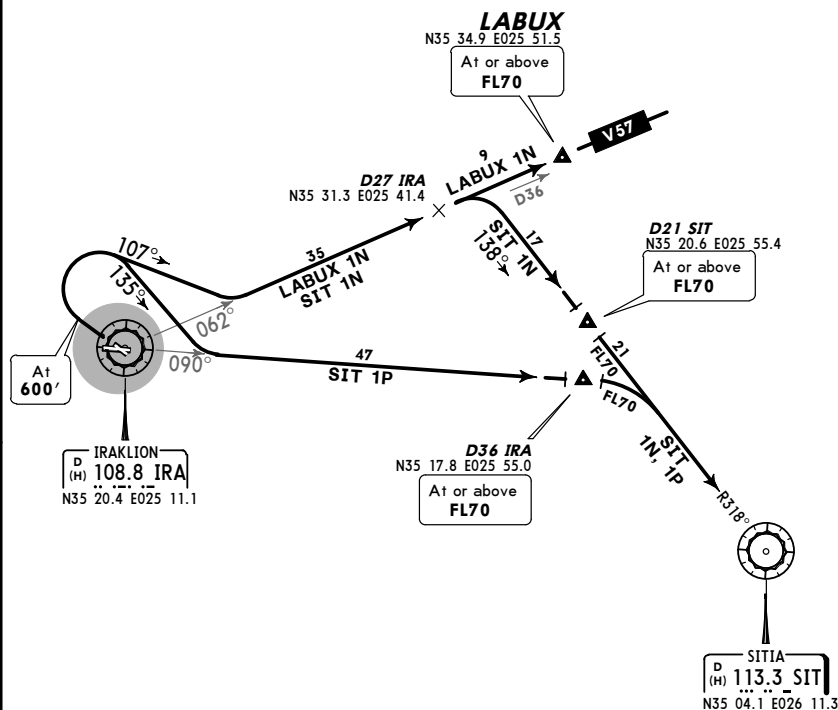 LABUX
N35 34.9 E025 51.5
At or above
FL70
V57
9
LABUX 1N
D36
D27 IRA
N35 31.3 E025 41.4
35
LABUX 1N
SIT 1N
17
SIT 1N
138°
D21 SIT
N35 20.6 E025 55.4
At or above
FL70
107°
135°
062°
090°
At
600'
47
SIT 1P
21
FL70
FL70
SIT
1N, 1P
R318°
IRAKLION
D
(H) 108.8 IRA
N35 20.4 E025 11.1
D36 IRA
N35 17.8 E025 55.0
At or above
FL70
SITIA
D
(H) 113.3 SIT
N35 04.1 E026 11.3